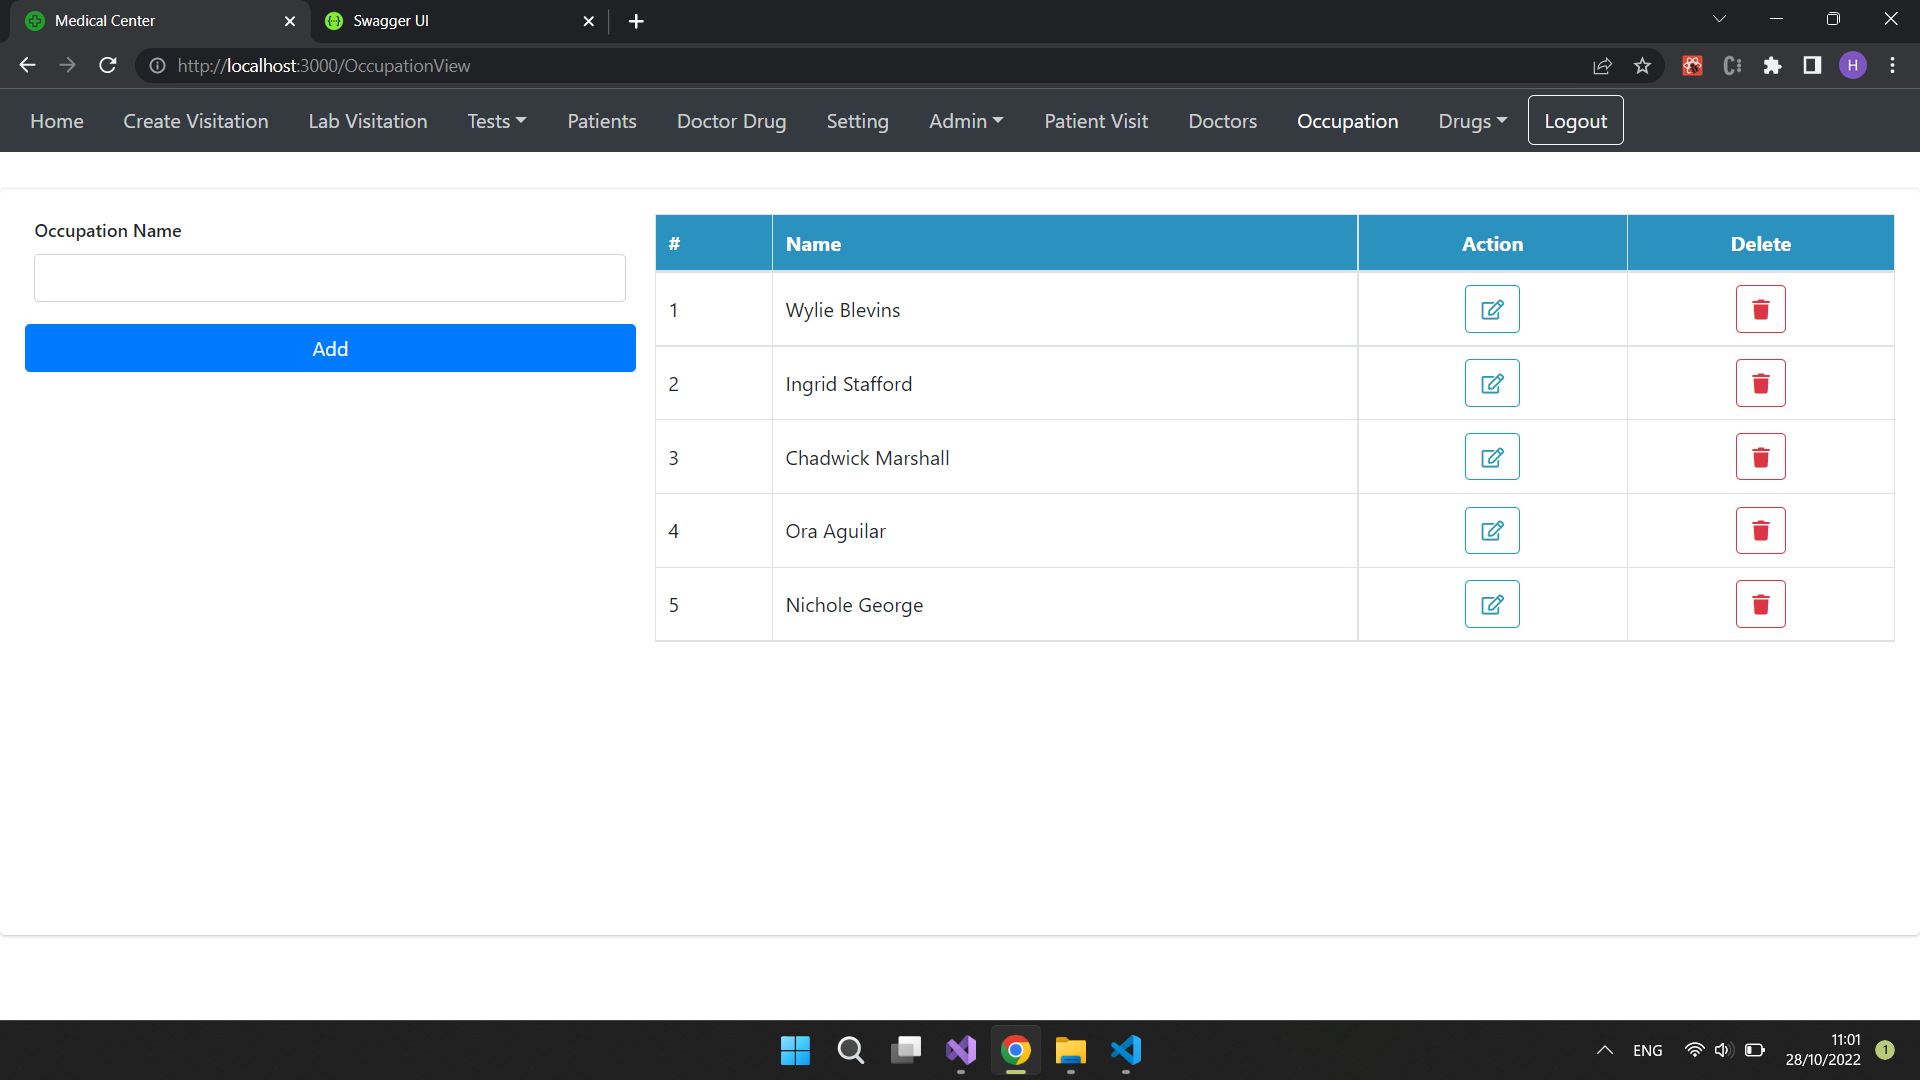 Medical Center
Swagger UI
http://localhost:3000/OccupationView
H
Home Create Visitation Lab Visitation Tests Patients Doctor Drug Setting Admin Patient Visit Doctors Occupation Drugs Logout
Occupation Name
Add
# Name Action Delete
1 Wylie Blevins
2 Ingrid Stafford
3 Chadwick Marshall
4 Ora Aguilar
5 Nichole George
ENG
11:01
28/10/2022
1